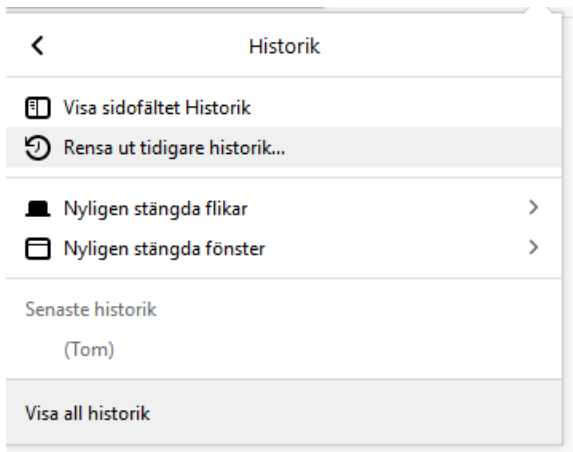 Historik
Visa sidofältet Historik
Rensa ut tidigare historik...
Nyligen stängda flikar
Nyligen stängda fönster
Senaste historik
(Tom)
Visa all historik